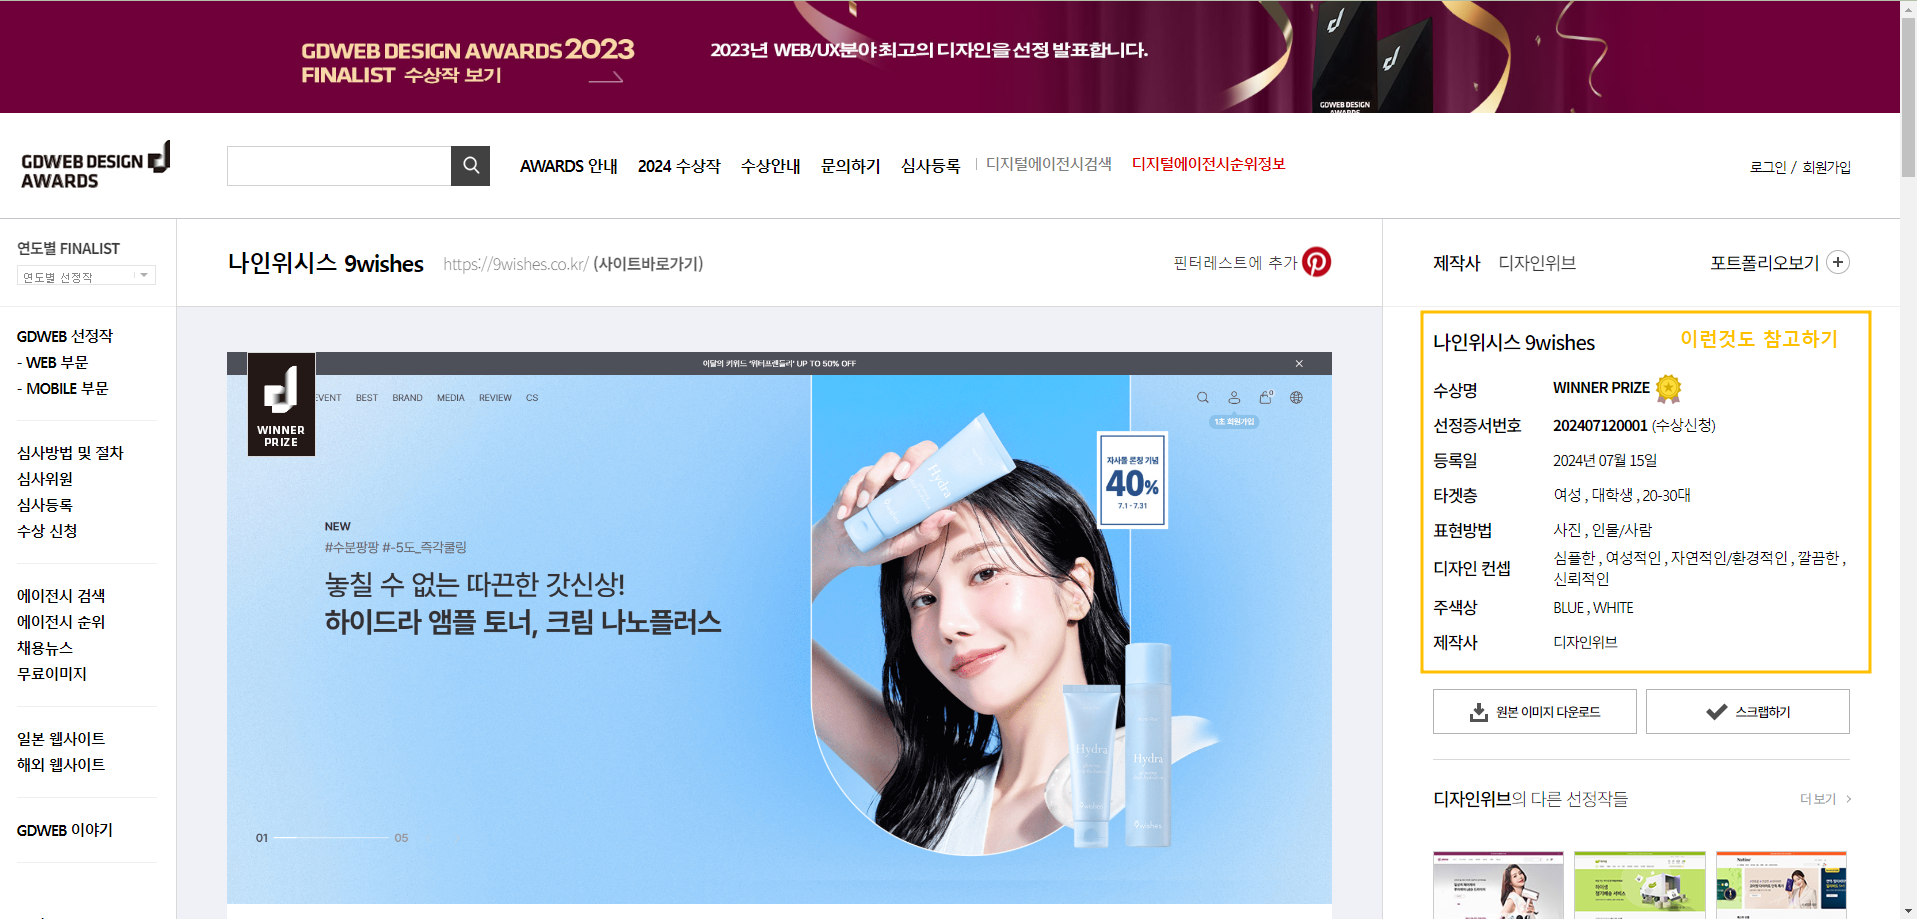 GDWEB DESIGN AWARDS 2023
FINALIST 수상작 보기
2023년 WEB/UX분야 최고의 디자인을 선정 발표합니다.
GDWEB DESIGN
AWARDS
GDWEB DESIGN
AWARDS
AWARDS 안내
2024 수상작
수상안내
문의하기
심사등록
디지털에이전시검색
디지털에이전시순위정보
로그인 / 회원가입
연도별 FINALIST
연도별 선정작
GDWEB 선정작
- WEB 부문
- MOBILE 부문
심사방법 및 절차
심사위원
심사등록
수상 신청
에이전시 검색
에이전시 순위
채용뉴스
무료이미지
일본 웹사이트
해외 웹사이트
GDWEB 이야기
나인위시스 9wishes https://9wishes.co.kr/ (사이트바로가기)
핀터레스트에 추가
이달의 키워드 '워터프렌들리' UP TO 50% OFF
WINNER
PRIZE
EVENT BEST BRAND MEDIA REVIEW CS
0
1초 회원가입
자사몰 론칭 기념
40%
7.1 - 7.31
NEW
#수분팡팡 #-5도_즉각쿨링
놓칠 수 없는 따끈한 갓신상!
하이드라 앰플 토너, 크림 나노플러스
Hydra
Hydra
9wishes
Hydra
9wishes
01
05
제작사 디자인위브
포트폴리오보기
나인위시스 9wishes
이런것도 참고하기
수상명 WINNER PRIZE
선정증서번호 202407120001 (수상신청)
등록일 2024년 07월 15일
타겟층 여성 , 대학생 , 20-30대
표현방법 사진 , 인물/사람
디자인 컨셉 심플한 , 여성적인 , 자연적인/환경적인 , 깔끔한 ,
신뢰적인
주색상 BLUE , WHITE
제작사 디자인위브
원본 이미지 다운로드
스크랩하기
디자인위브의 다른 선정작들
더 보기